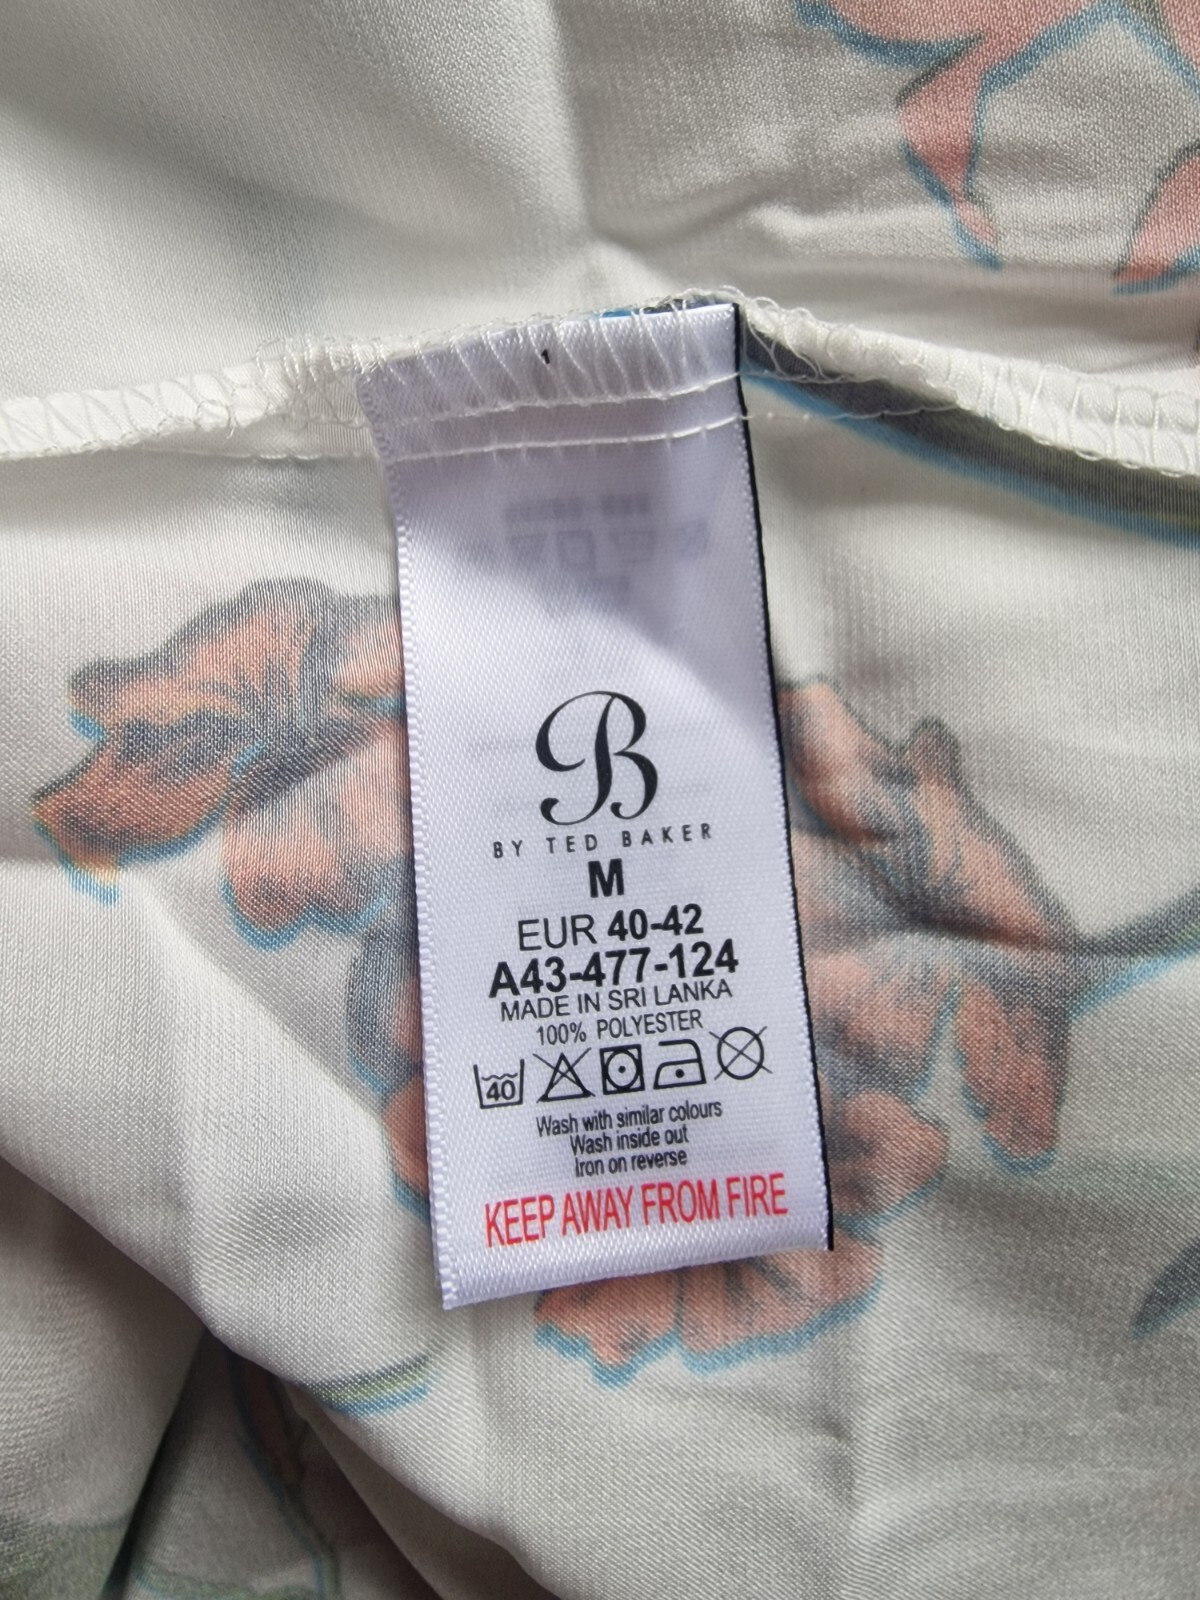 1
B
BY TED BAKER
M
EUR 40-42
A43-477-124
MADE IN SRI LANKA
100% POLYESTER
40
Wash with similar colours
Wash inside out
Iron on reverse
KEEP AWAY FROM FIRE